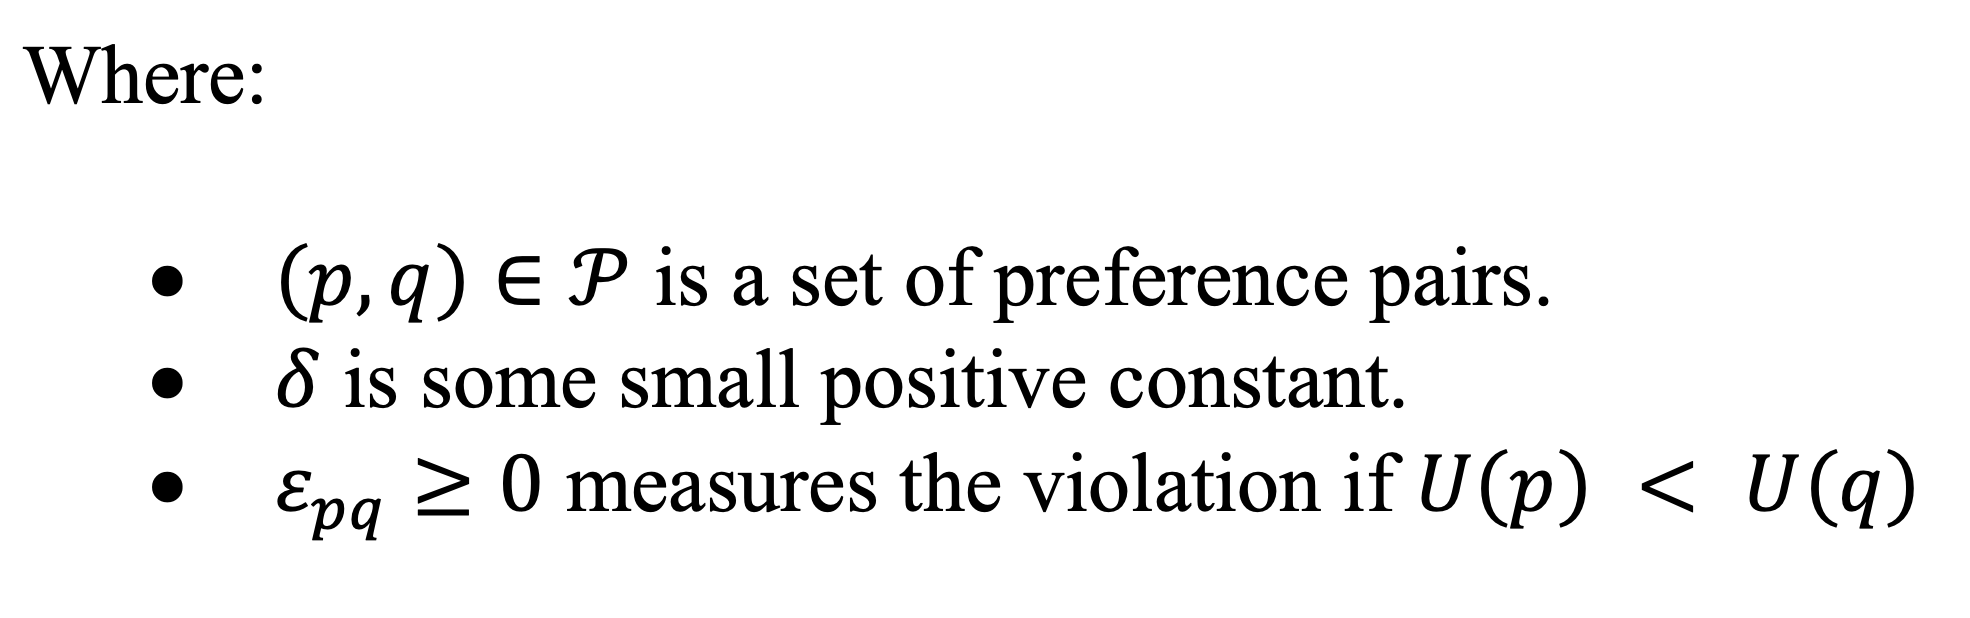 Where:
• (p, q) ∈ 𝒫 is a set of preference pairs.
• δ is some small positive constant.
• ε_pq ≥ 0 measures the violation if U(p) < U(q)